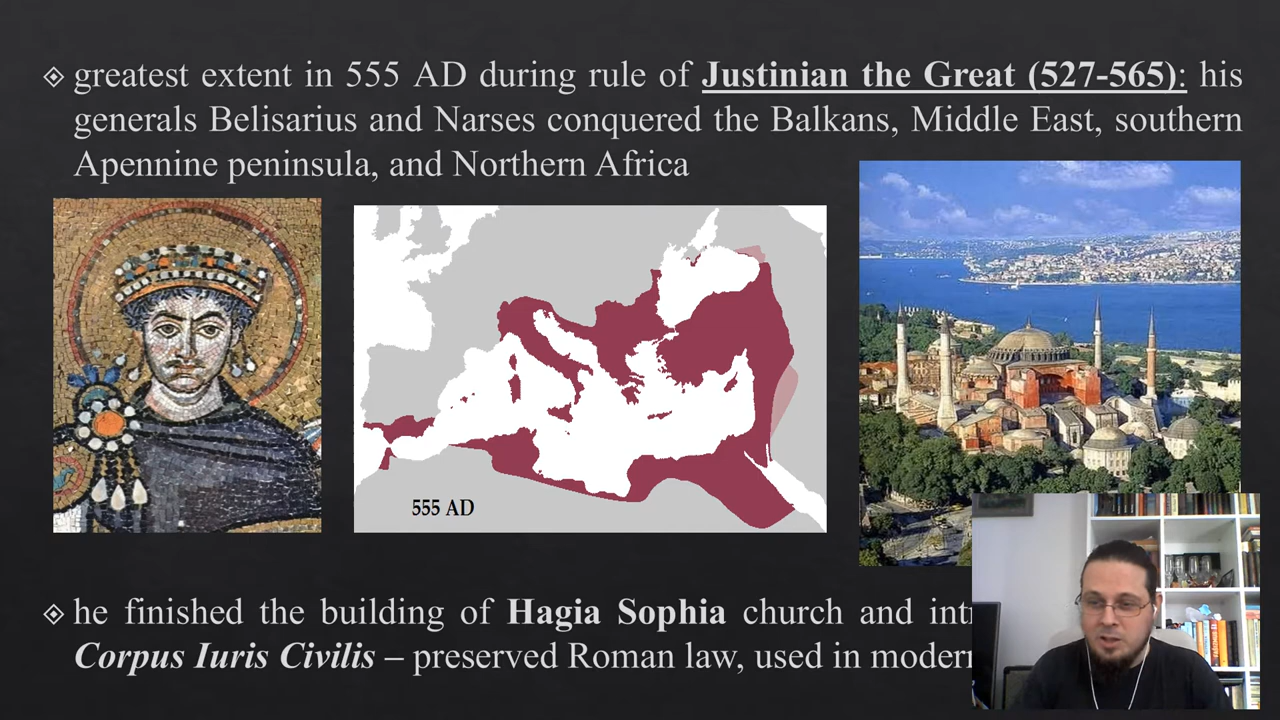 greatest extent in 555 AD during rule of Justinian the Great (527-565): his
generals Belisarius and Narses conquered the Balkans, Middle East, southern
Apennine peninsula, and Northern Africa
555 AD
he finished the building of Hagia Sophia church and
Corpus Iuris Civilis – preserved Roman law, used in